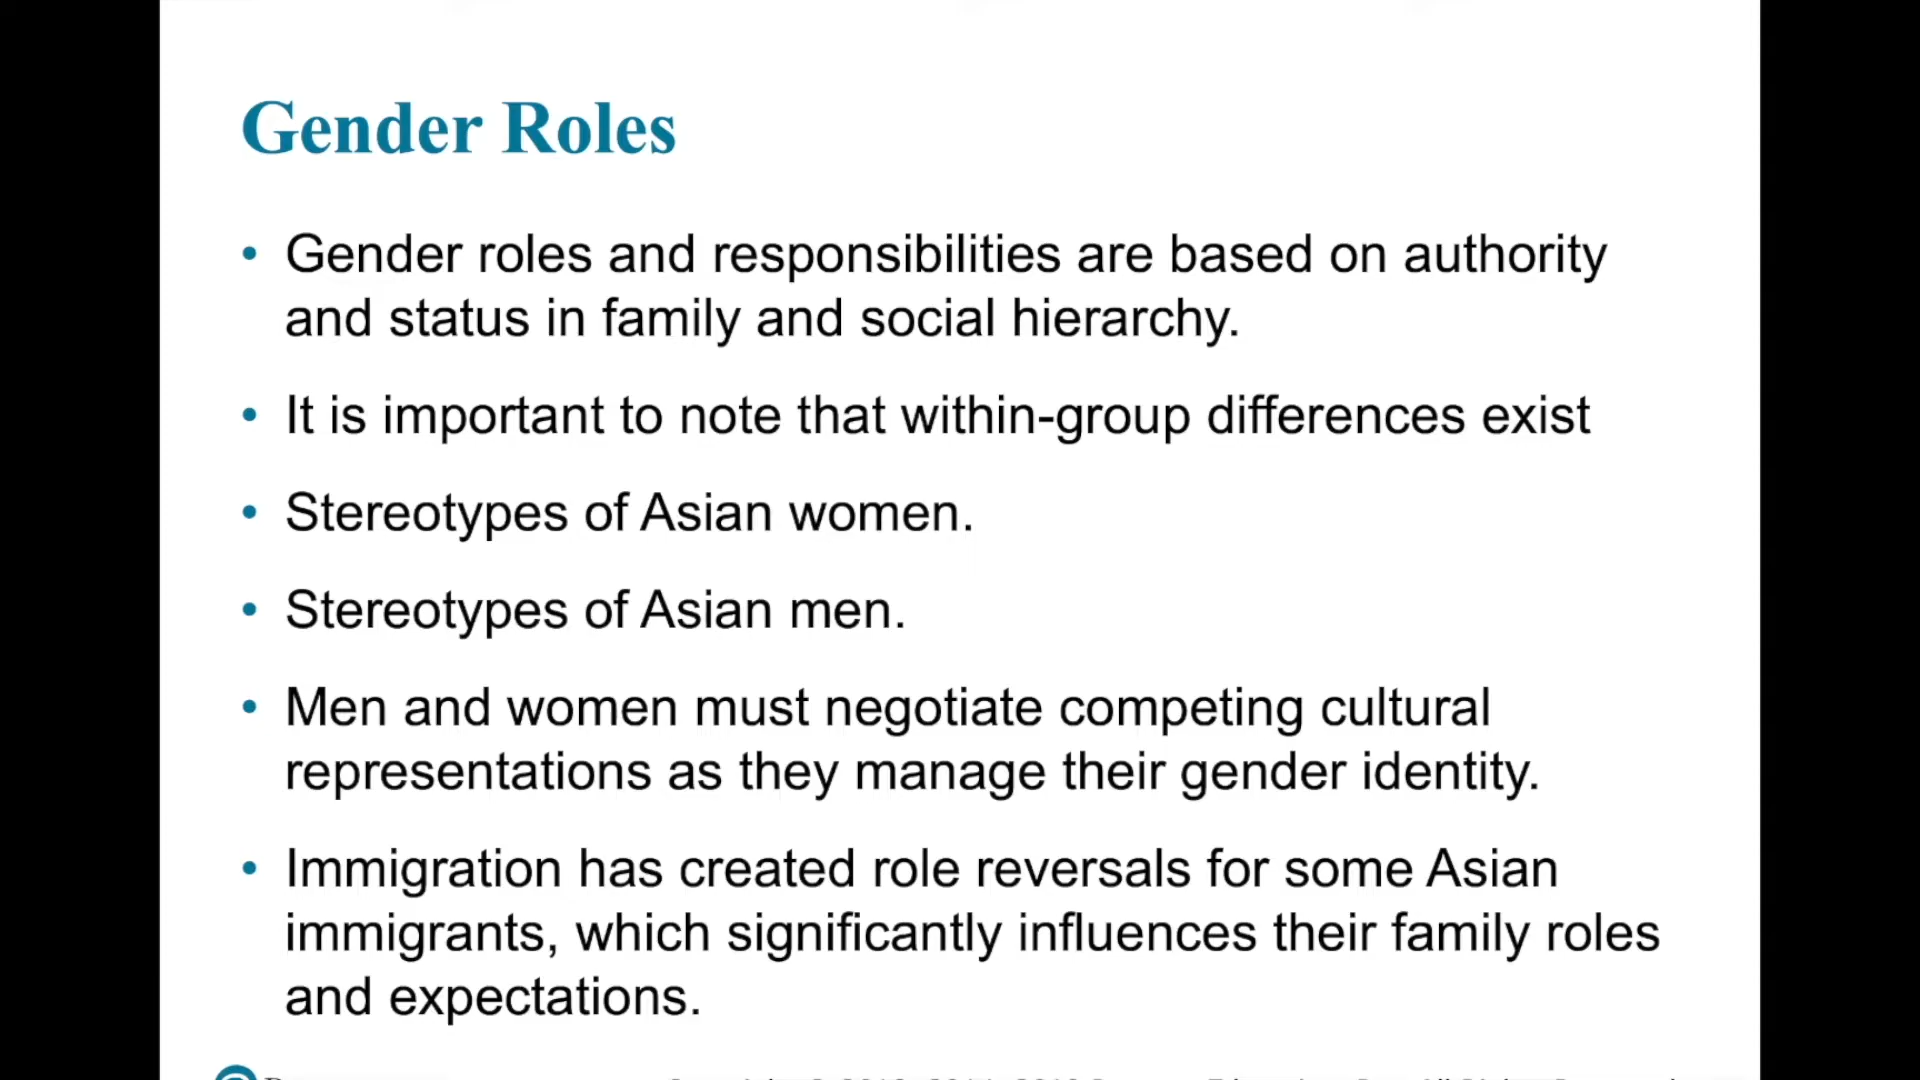 Gender Roles
• Gender roles and responsibilities are based on authority
and status in family and social hierarchy.
• It is important to note that within-group differences exist
• Stereotypes of Asian women.
• Stereotypes of Asian men.
• Men and women must negotiate competing cultural
representations as they manage their gender identity.
• Immigration has created role reversals for some Asian
immigrants, which significantly influences their family roles
and expectations.